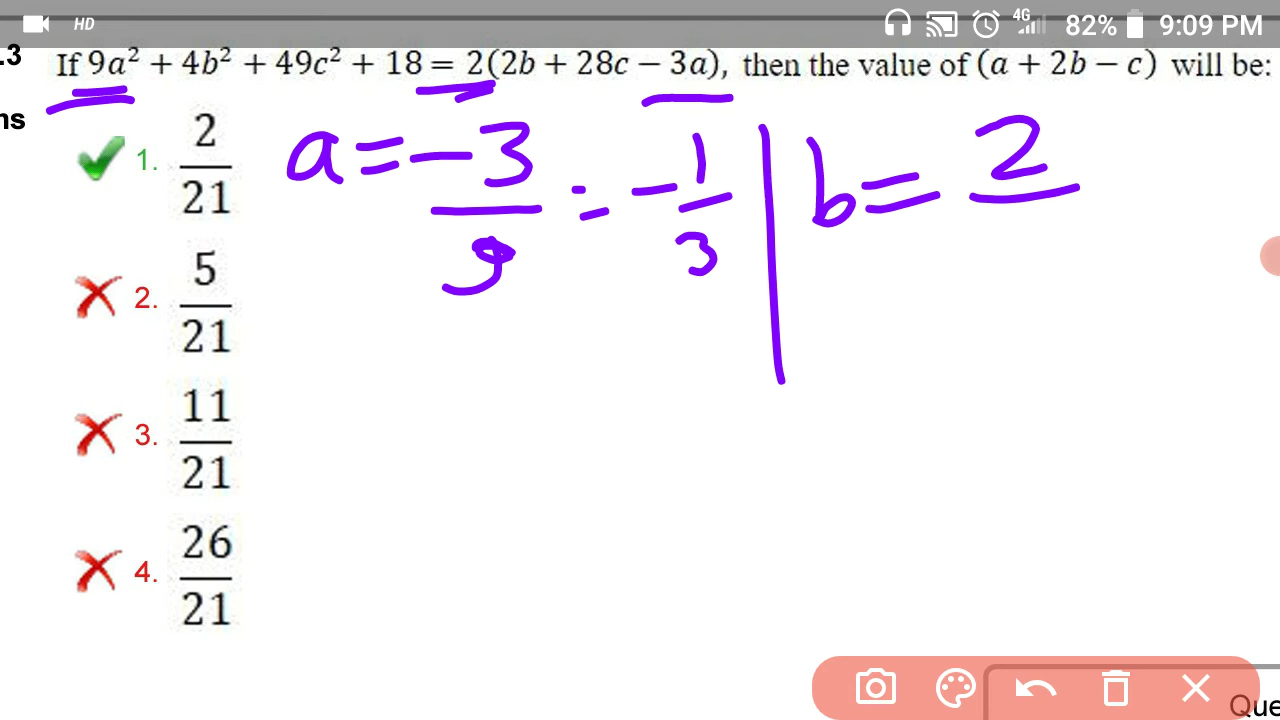 HD 4G 82% 9:09 PM
.3 If 9a² + 4b² + 49c² + 18 = 2(2b + 28c − 3a), then the value of (a + 2b − c) will be:
ns
1. 2/21
a = -3/9 = -1/3 | b = 2
2. 5/21
3. 11/21
4. 26/21
Que